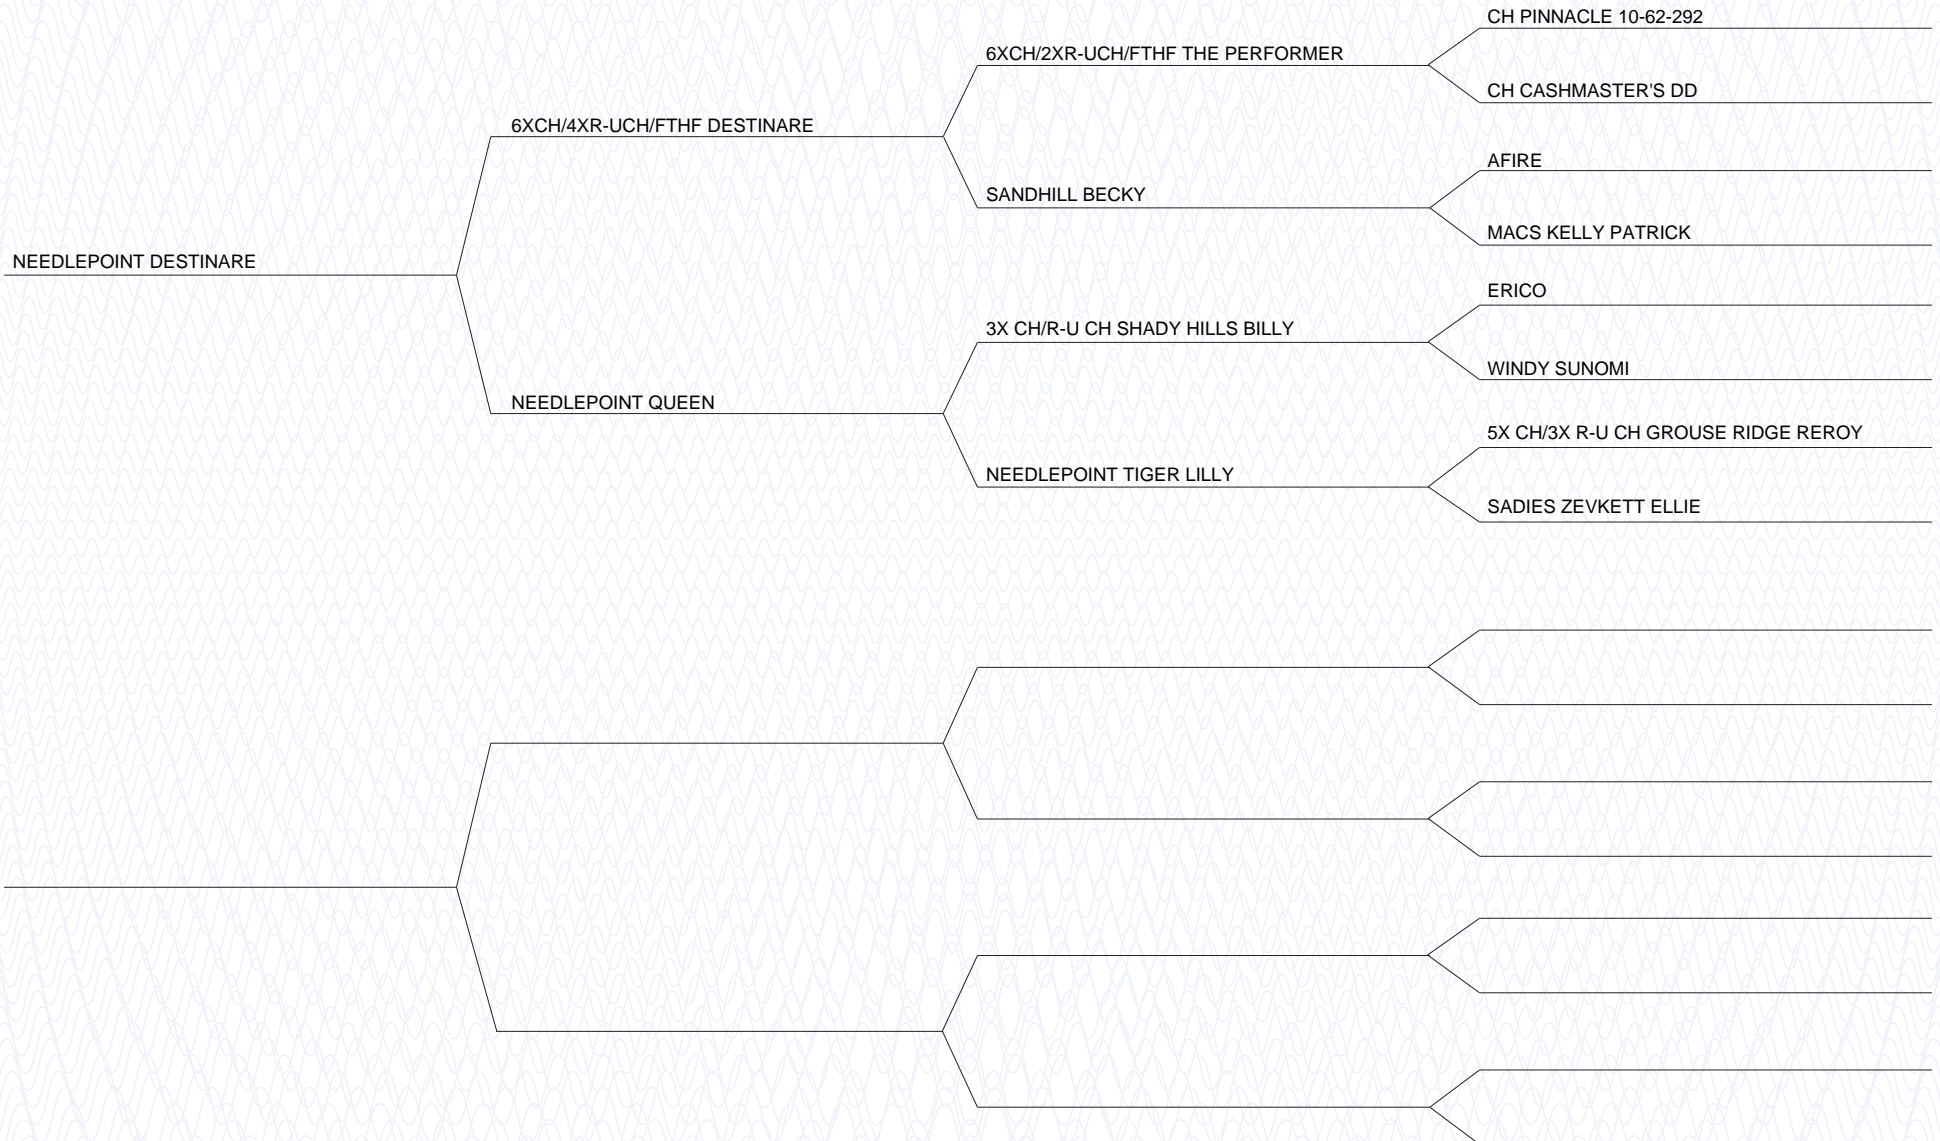 CH PINNACLE 10-62-292
6XCH/2XR-UCH/FTHF THE PERFORMER
CH CASHMASTER'S DD
6XCH/4XR-UCH/FTHF DESTINARE
AFIRE
SANDHILL BECKY
MACS KELLY PATRICK
NEEDLEPOINT DESTINARE
ERICO
3X CH/R-U CH SHADY HILLS BILLY
WINDY SUNOMI
NEEDLEPOINT QUEEN
5X CH/3X R-U CH GROUSE RIDGE REROY
NEEDLEPOINT TIGER LILLY
SADIES ZEVKETT ELLIE